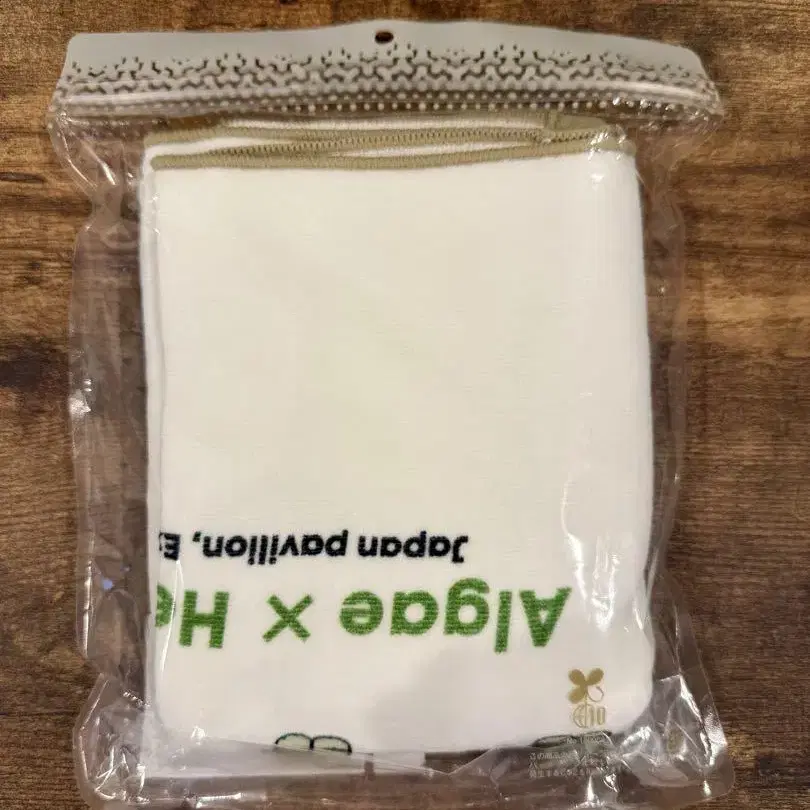 Algae × He
Japan pavilion, E